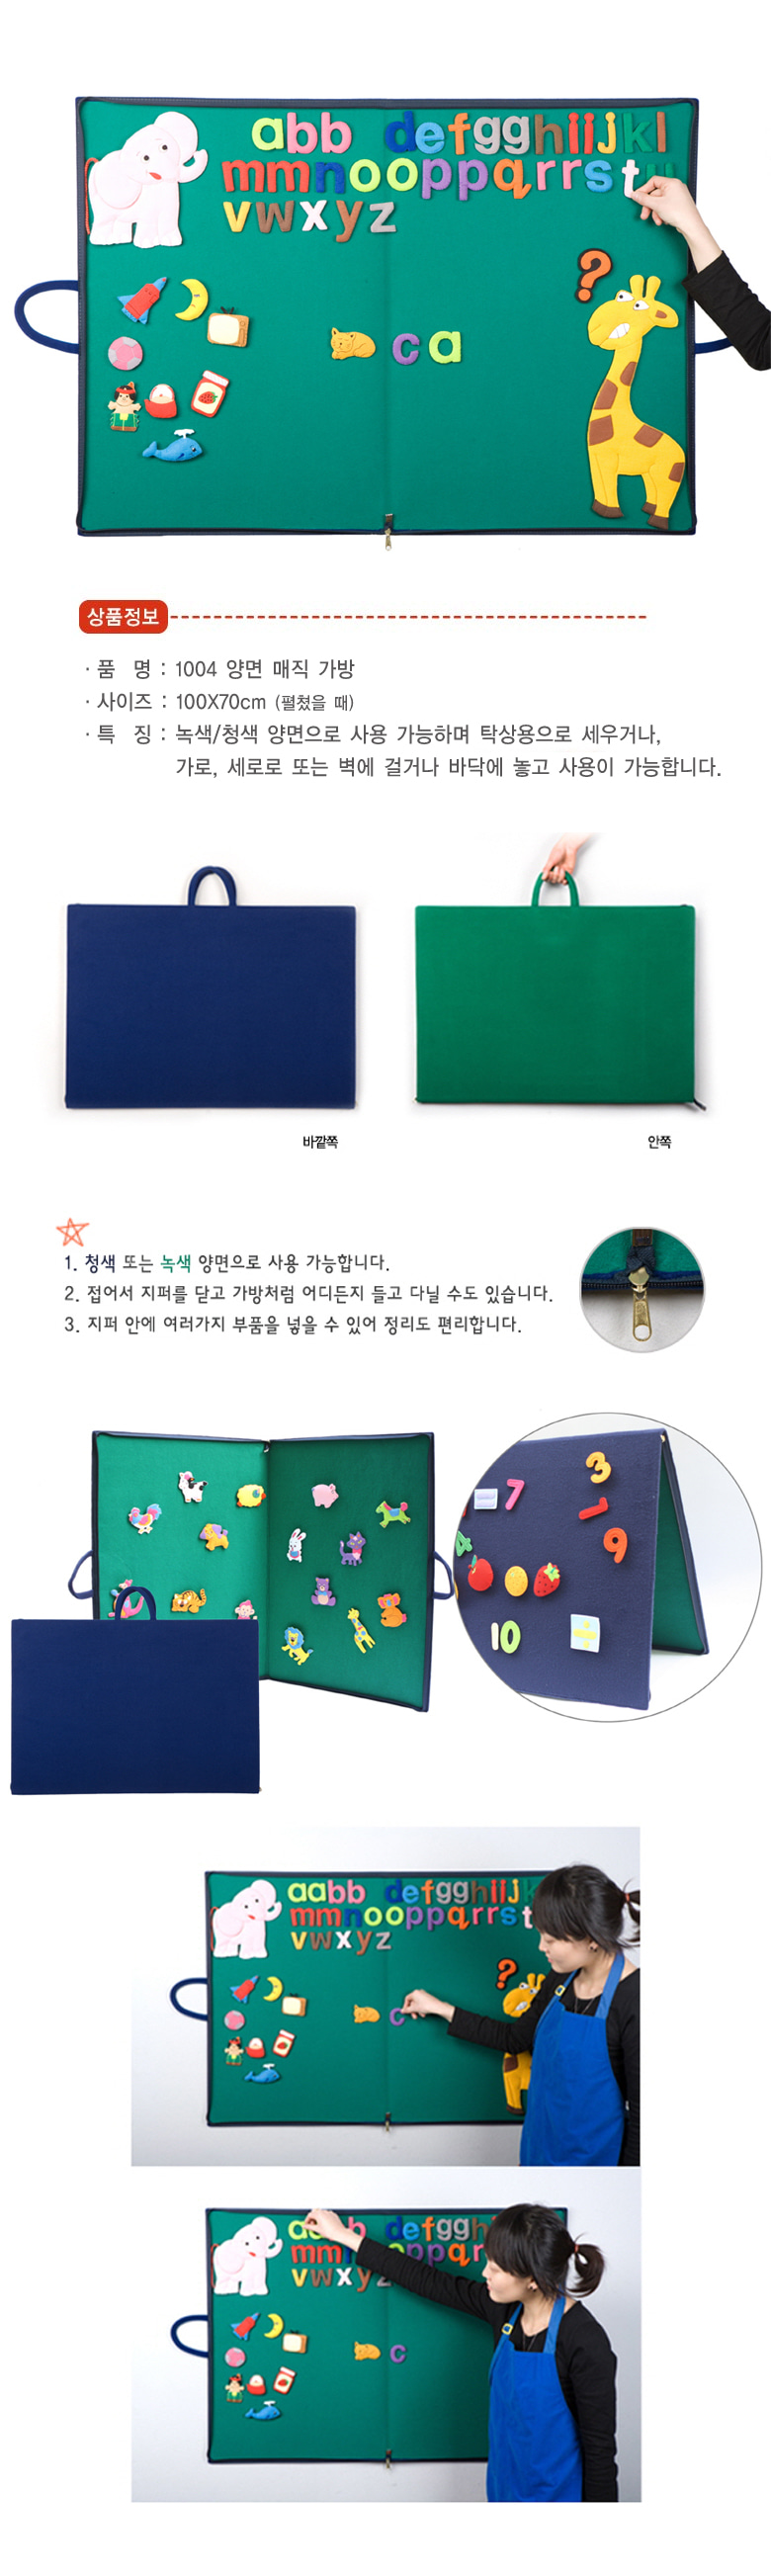 abb defgghiijkl
mmnooppqrrstu
vwxyz
?
ca
상품정보
· 품 명 : 1004 양면 매직 가방
· 사이즈 : 100X70cm (펼쳤을 때)
· 특 징 : 녹색/청색 양면으로 사용 가능하며 탁상용으로 세우거나,
가로, 세로로 또는 벽에 걸거나 바닥에 놓고 사용이 가능합니다.
바깥쪽
안쪽
1. 청색 또는 녹색 양면으로 사용 가능합니다.
2. 접어서 지퍼를 닫고 가방처럼 어디든지 들고 다닐 수도 있습니다.
3. 지퍼 안에 여러가지 부품을 넣을 수 있어 정리도 편리합니다.
3
7
1
4
9
10
aabb defgghiijk
mmnooppqrrst
vwxyz
?
c
b defggh
mm oppqr
vwxyz
c